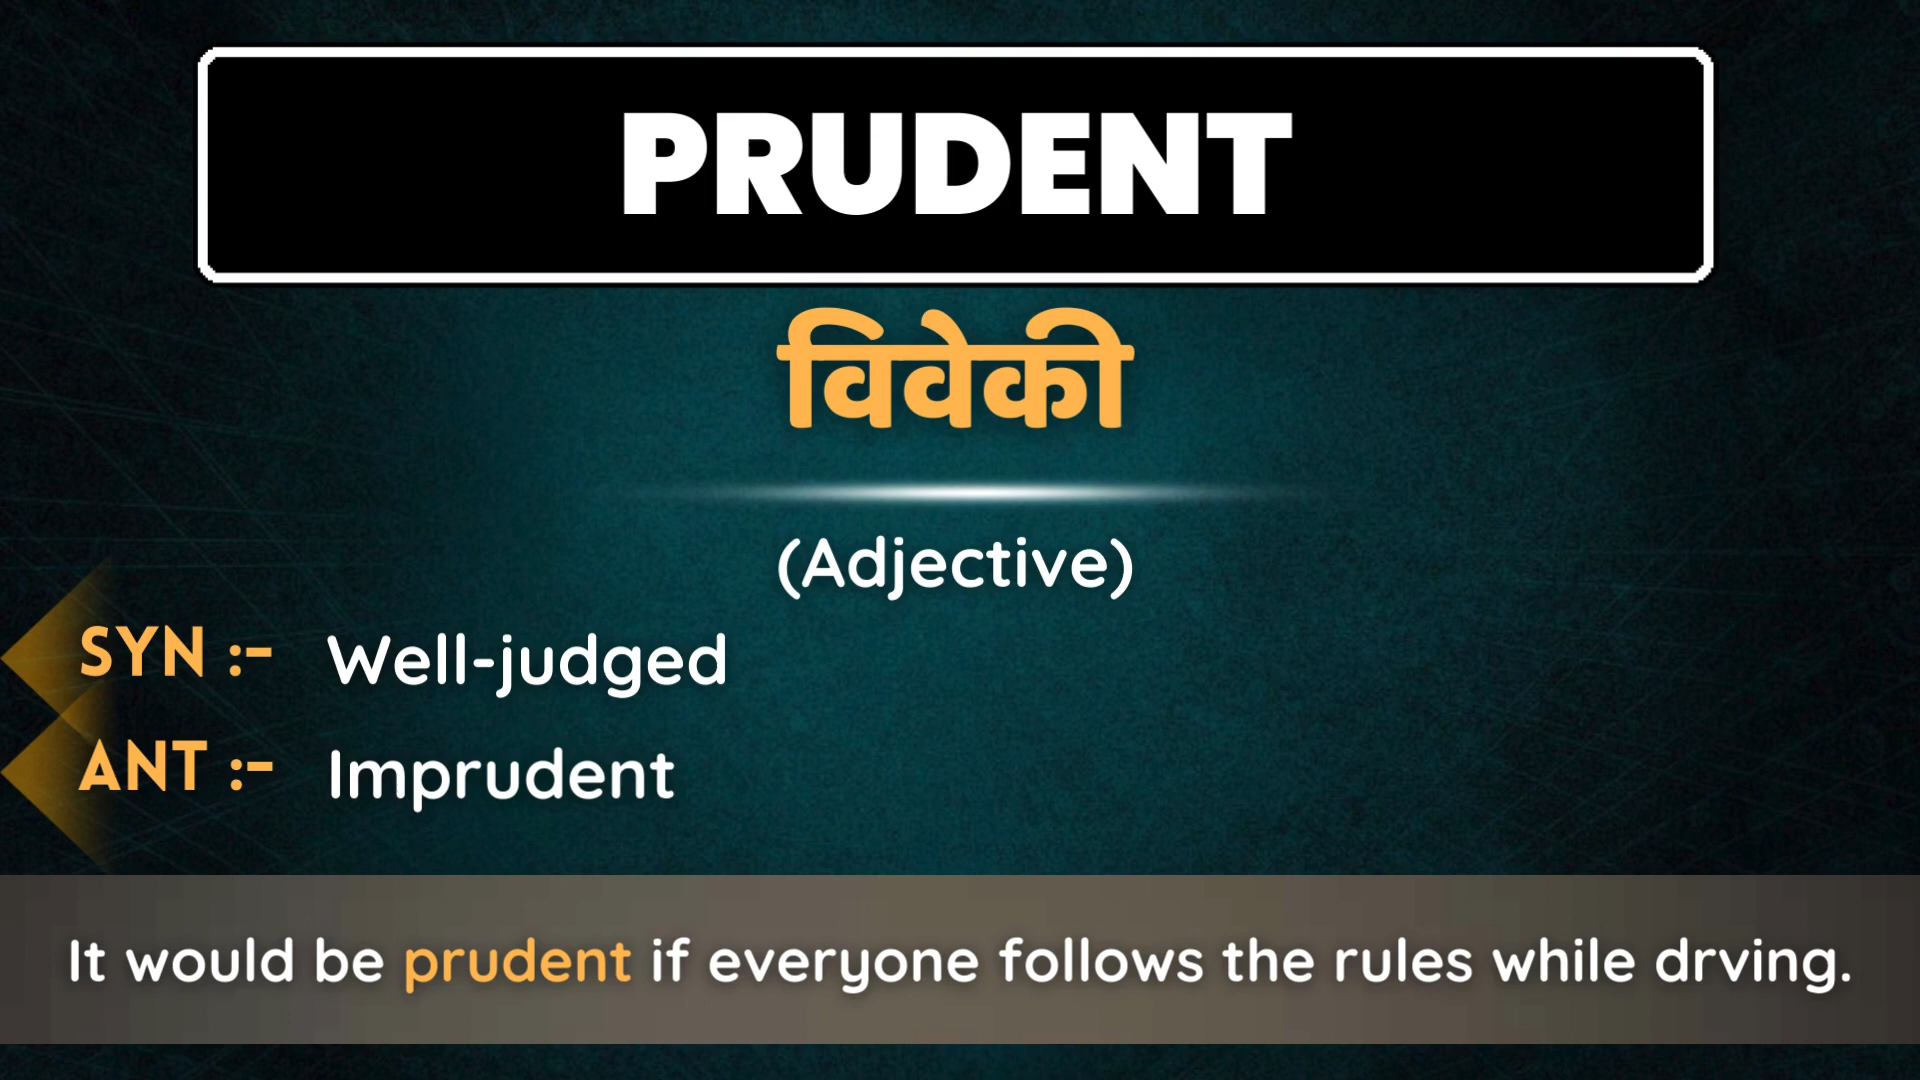 PRUDENT
विवेकी
(Adjective)
SYN :- Well-judged
ANT :- Imprudent
It would be prudent if everyone follows the rules while drving.